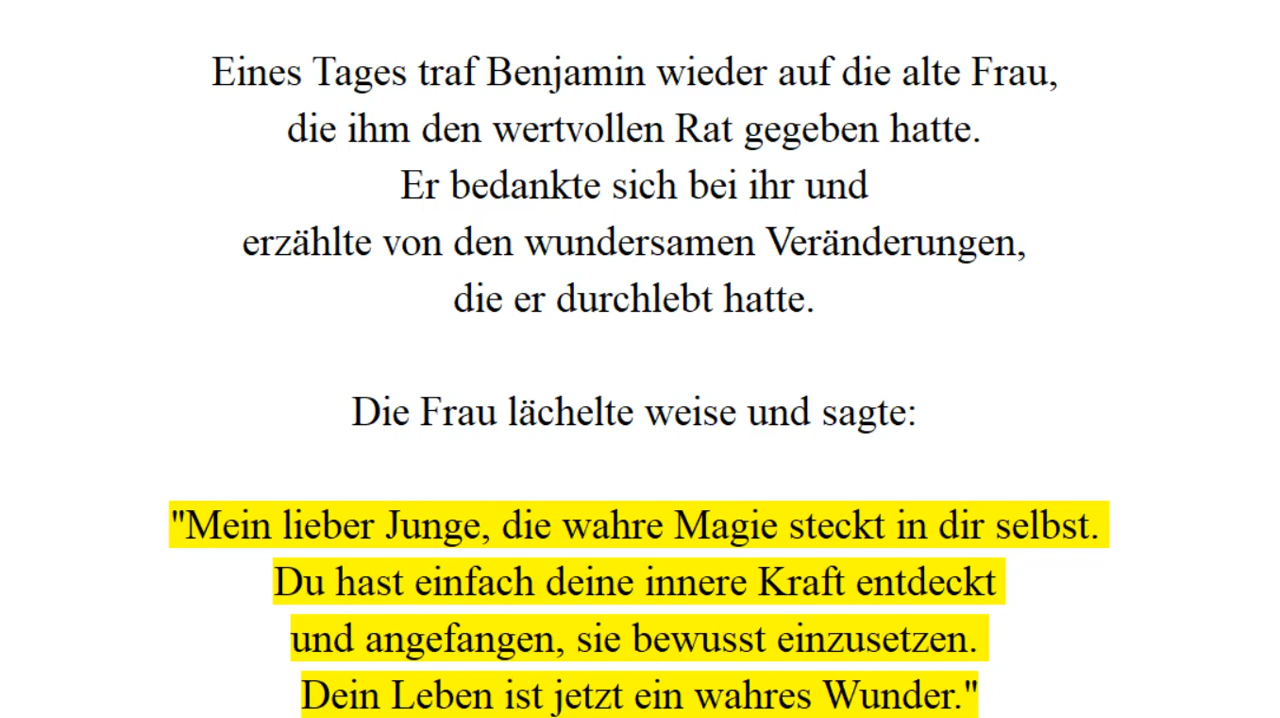 Eines Tages traf Benjamin wieder auf die alte Frau,
die ihm den wertvollen Rat gegeben hatte.
Er bedankte sich bei ihr und
erzählte von den wundersamen Veränderungen,
die er durchlebt hatte.
Die Frau lächelte weise und sagte:
"Mein lieber Junge, die wahre Magie steckt in dir selbst.
Du hast einfach deine innere Kraft entdeckt
und angefangen, sie bewusst einzusetzen.
Dein Leben ist jetzt ein wahres Wunder."